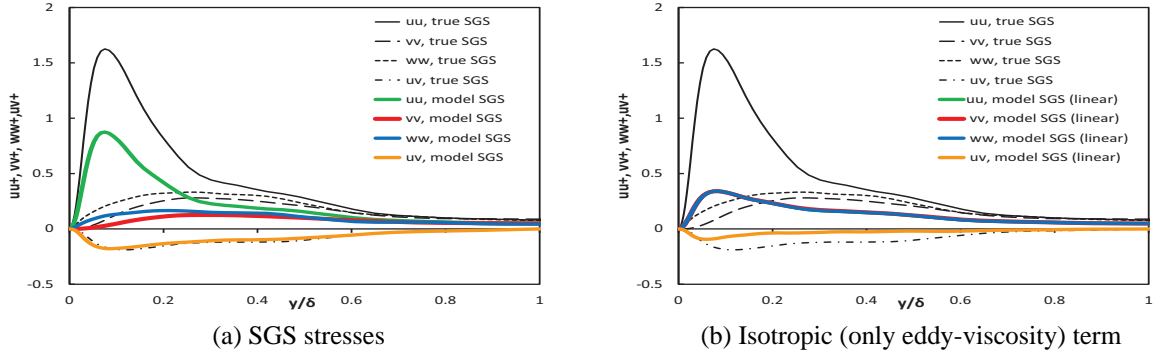 2
1.5
1
0.5
0
-0.5
uu+, vv+, ww+,uv+
0
0.2
0.4
0.6
0.8
1
y/δ
uu, true SGS
vv, true SGS
ww, true SGS
uv, true SGS
uu, model SGS
vv, model SGS
ww, model SGS
uv, model SGS
(a) SGS stresses
2
1.5
1
0.5
0
-0.5
uu+, vv+, ww+,uv+
0
0.2
0.4
0.6
0.8
1
y/δ
uu, true SGS
vv, true SGS
ww, true SGS
uv, true SGS
uu, model SGS (linear)
vv, model SGS (linear)
ww, model SGS (linear)
uv, model SGS (linear)
(b) Isotropic (only eddy-viscosity) term